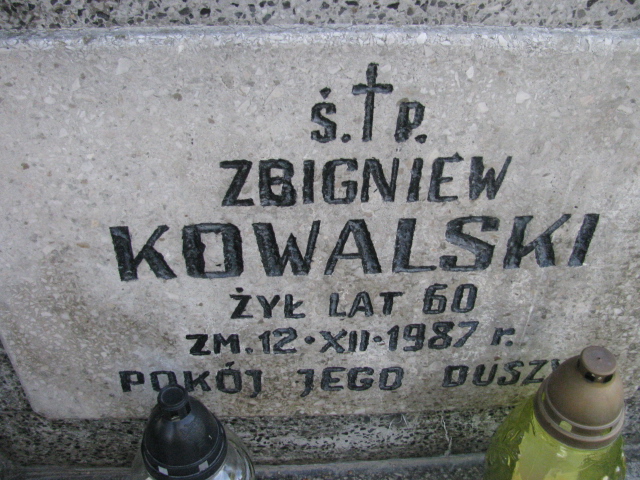 Ś. P.
ZBIGNIEW
KOWALSKI
ŻYŁ LAT 60
ZM. 12·XII·1987 r.
POKÓJ JEGO DUSZY